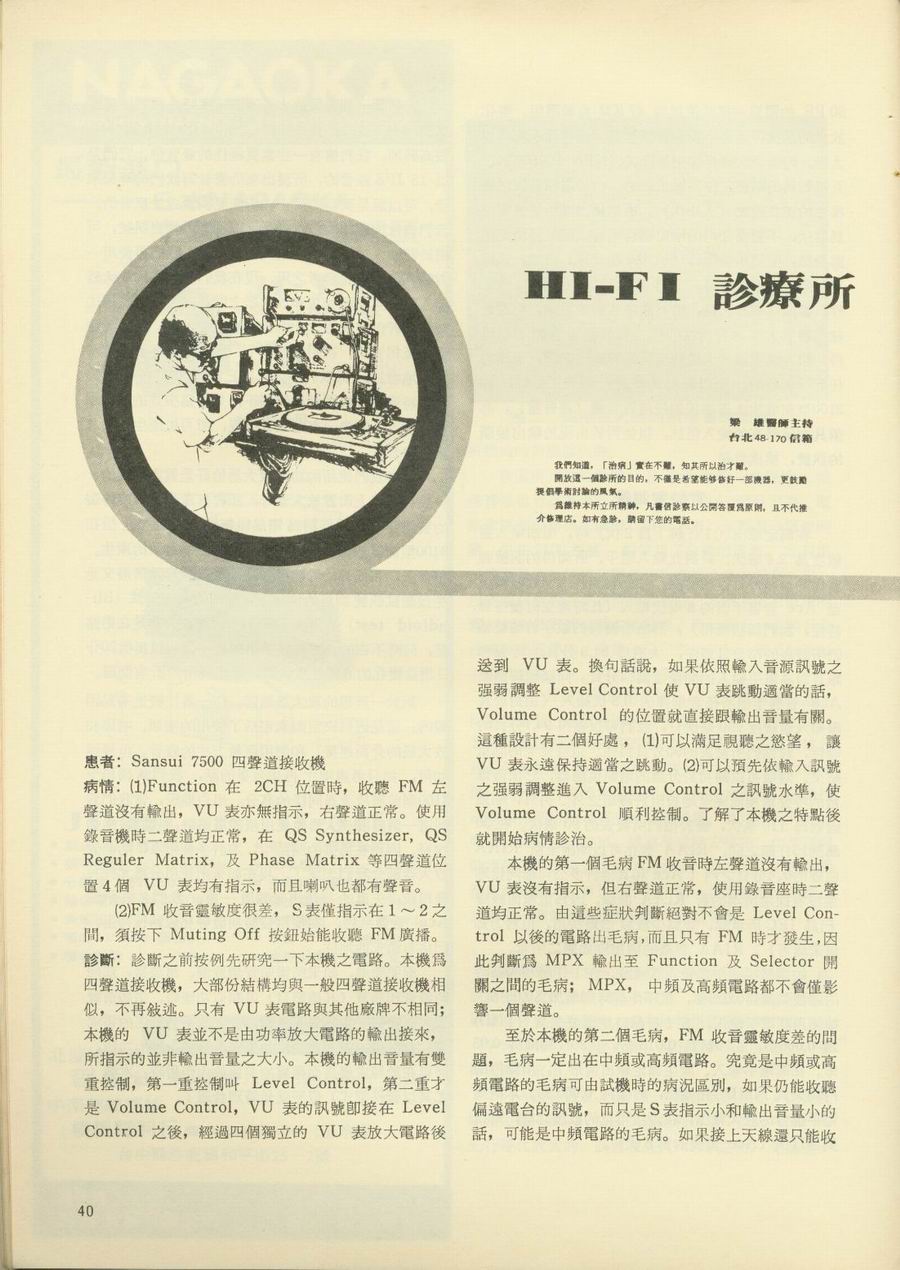 HI-FI 診療所
梁 雄醫師主持
台北 48-170 信箱
我們知道，「治病」實在不難，知其所以治才難。
開放這一個診所的目的，不僅是希望能够修好一部機器，更鼓勵
提倡學術討論的風氣。
爲維持本所立所精神，凡書信診察以公開答覆爲原則，且不代推
介修理店。如有急診，請留下您的電話。
患者：Sansui 7500 四聲道接收機
病情：(1)Function 在 2CH 位置時，收聽 FM 左
聲道沒有輸出，VU 表亦無指示，右聲道正常。使用
錄音機時二聲道均正常，在 QS Synthesizer, QS
Reguler Matrix，及 Phase Matrix 等四聲道位
置 4 個 VU 表均有指示，而且喇叭也都有聲音。
(2)FM 收音靈敏度很差，S 表僅指示在 1～2 之
間，須按下 Muting Off 按鈕始能收聽 FM 廣播。
診斷：診斷之前按例先研究一下本機之電路。本機爲
四聲道接收機，大部份結構均與一般四聲道接收機相
似，不再敍述。只有 VU 表電路與其他廠牌不相同；
本機的 VU 表並不是由功率放大電路的輸出接來，
所指示的並非輸出音量之大小。本機的輸出音量有雙
重控制，第一重控制叫 Level Control，第二重才
是 Volume Control，VU 表的訊號卽接在 Level
Control 之後，經過四個獨立的 VU 表放大電路後
送到 VU 表。換句話說，如果依照輸入音源訊號之
强弱調整 Level Control 使 VU 表跳動適當的話，
Volume Control 的位置就直接跟輸出音量有關。
這種設計有二個好處，(1)可以滿足視聽之慾望，讓
VU 表永遠保持適當之跳動。(2)可以預先依輸入訊號
之强弱調整進入 Volume Control 之訊號水準，使
Volume Control 順利控制。了解了本機之特點後
就開始病情診治。
本機的第一個毛病 FM 收音時左聲道沒有輸出，
VU 表沒有指示，但右聲道正常，使用錄音座時二聲
道均正常。由這些症狀判斷絕對不會是 Level Con-
trol 以後的電路出毛病，而且只有 FM 時才發生，因
此判斷爲 MPX 輸出至 Function 及 Selector 開
關之間的毛病；MPX，中頻及高頻電路都不會僅影
響一個聲道。
至於本機的第二個毛病，FM 收音靈敏度差的問
題，毛病一定出在中頻或高頻電路。究竟是中頻或高
頻電路的毛病可由試機時的病況區別，如果仍能收聽
偏遠電台的訊號，而只是 S 表指示小和輸出音量小的
話，可能是中頻電路的毛病。如果接上天線還只能收
40